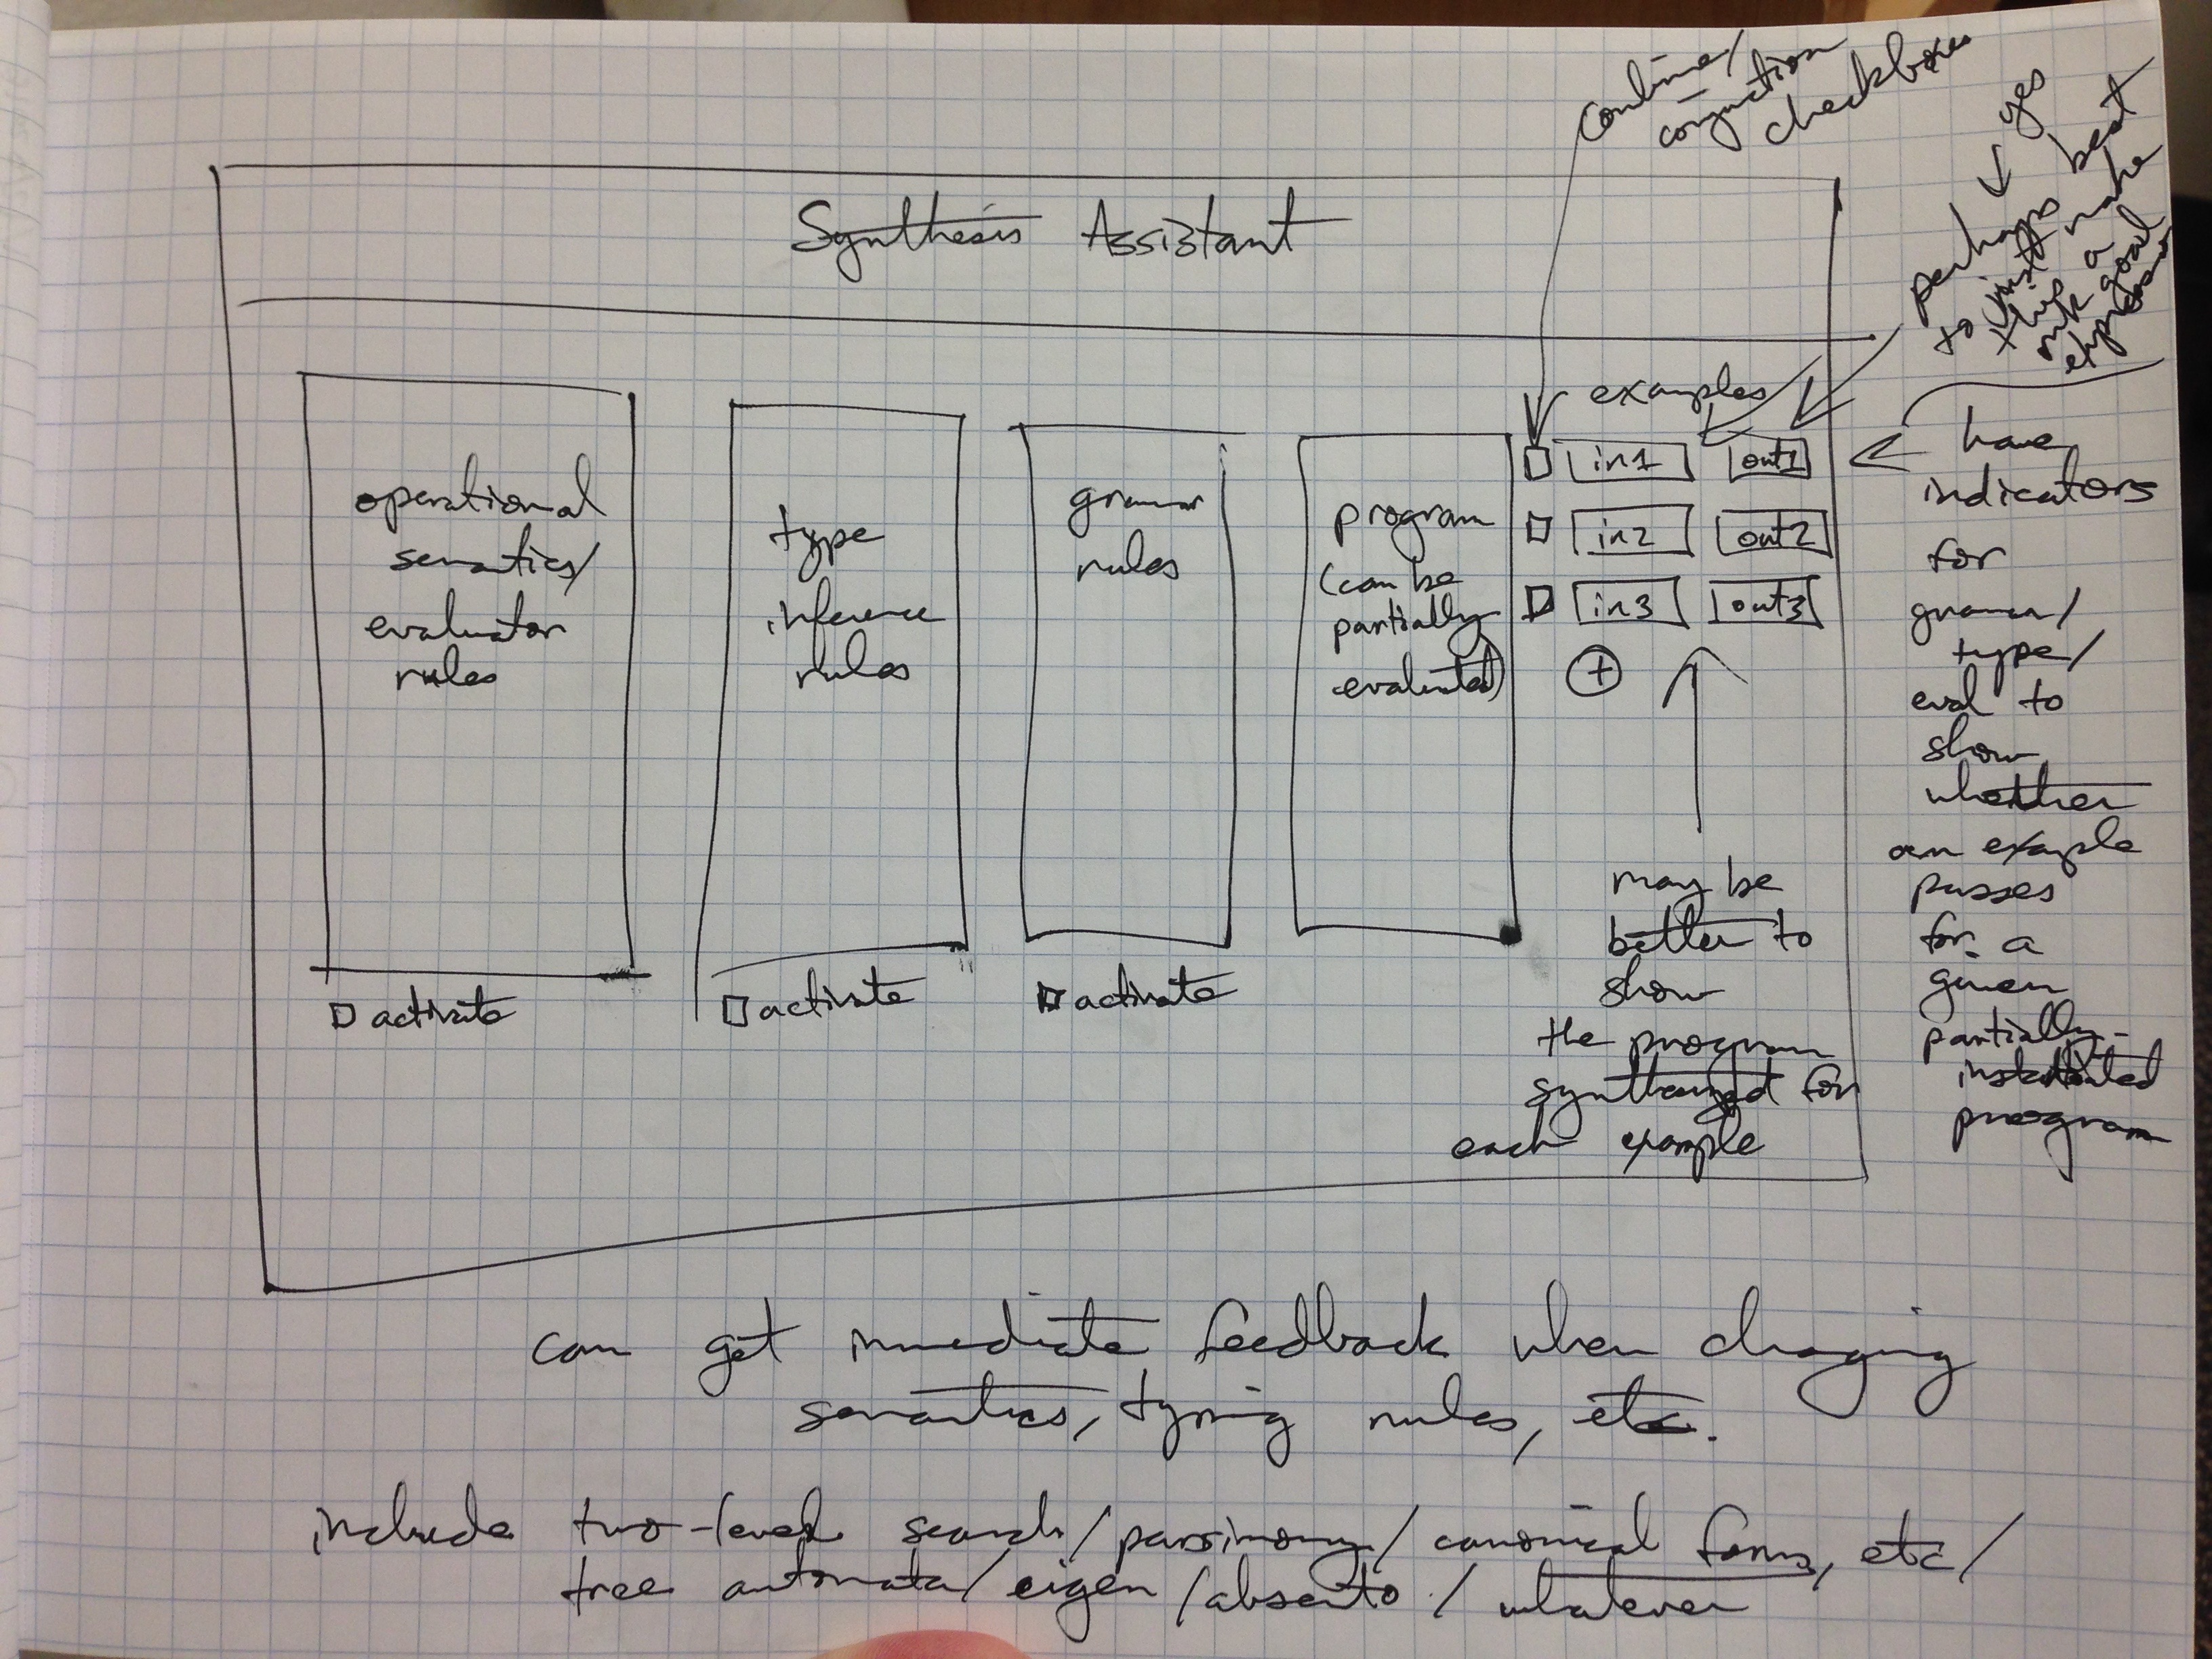 combine/
conjunction
checkboxes
yes
perhaps best
to just make
this a
mk goal
expression
Synthesis Assistant
operational
semantics/
evaluator
rules
activate
type
inference
rules
activate
grammar
rules
activate
program
(can be
partially
evaluated)
examples
in1 out1
in2 out2
in3 out3
+
may be
better to
show
the program
synthesized for
each example
have
indicators
for
grammar/
type/
eval to
show
whether
an example
passes
for a
given
partially-
instantiated
program
can get immediate feedback when changing
semantics, typing rules, etc.
include two-level search/parsimony/canonical forms, etc/
tree automata/eigen/absento/whatever